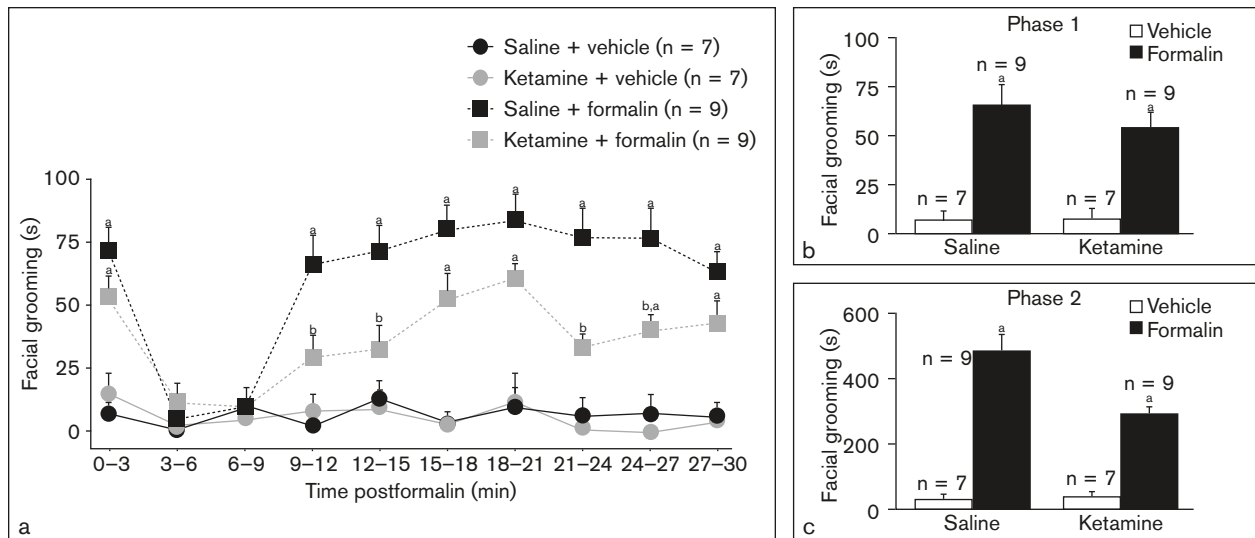 Saline + vehicle (n = 7)
Ketamine + vehicle (n = 7)
Saline + formalin (n = 9)
Ketamine + formalin (n = 9)
Facial grooming (s)
100
75
50
25
0
a
a
a
a
a
a
a
a
a
b
b
a
a
b
b,a
a
0–3 3–6 6–9 9–12 12–15 15–18 18–21 21–24 24–27 27–30
Time postformalin (min)
a
Phase 1
Vehicle
Formalin
Facial grooming (s)
100
75
50
25
0
n = 9
a
n = 9
a
n = 7
n = 7
Saline Ketamine
b
Phase 2
Vehicle
Formalin
Facial grooming (s)
600
400
200
0
a
n = 9
n = 9
a
n = 7
n = 7
Saline Ketamine
c